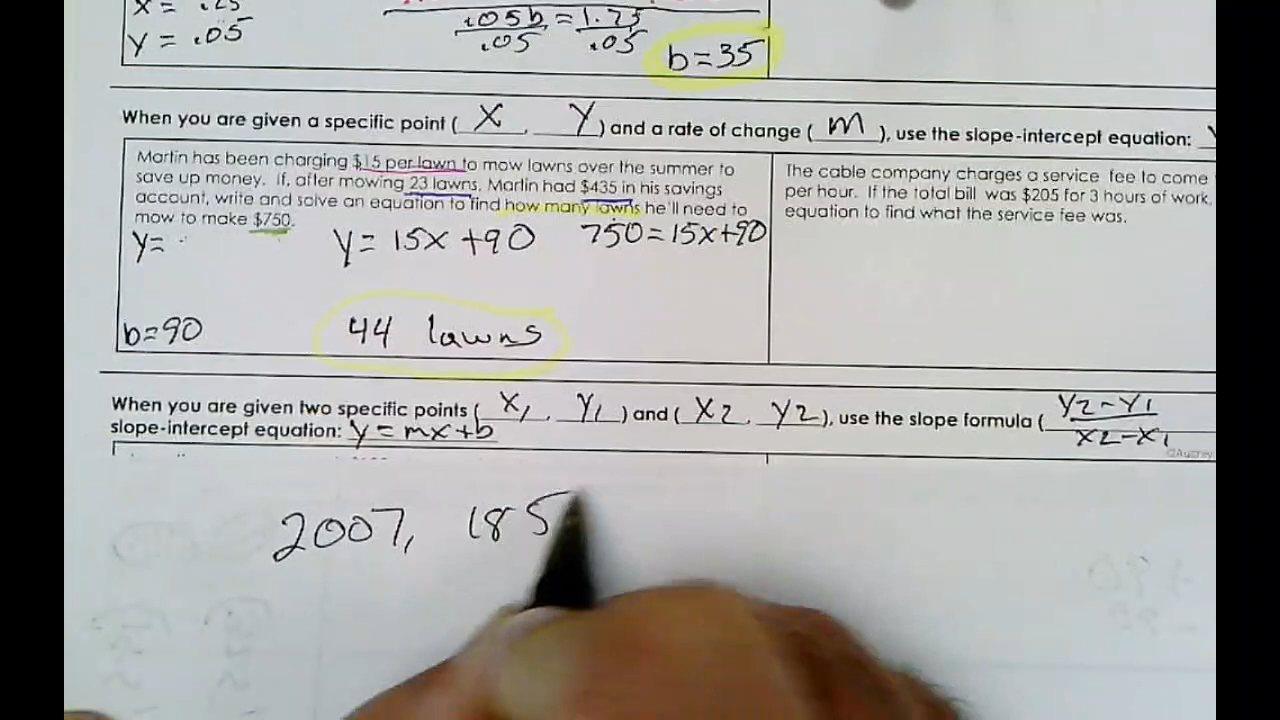 x = .25
y = .05
.05b = 1.75
.05 .05
b=35
When you are given a specific point ( x , y ) and a rate of change ( m ), use the slope-intercept equation:
Martin has been charging $15 per lawn to mow lawns over the summer to
save up money. If, after mowing 23 lawns, Martin had $435 in his savings
account, write and solve an equation to find how many lawns he'll need to
mow to make $750.
y=
y= 15x +90
750=15x+90
b=90
44 lawns
The cable company charges a service fee to come
per hour. If the total bill was $205 for 3 hours of work,
equation to find what the service fee was.
When you are given two specific points ( x1, y1 ) and ( x2, y2 ), use the slope formula ( y2-y1
x2-x1
slope-intercept equation: y=mx+b
2007, 185